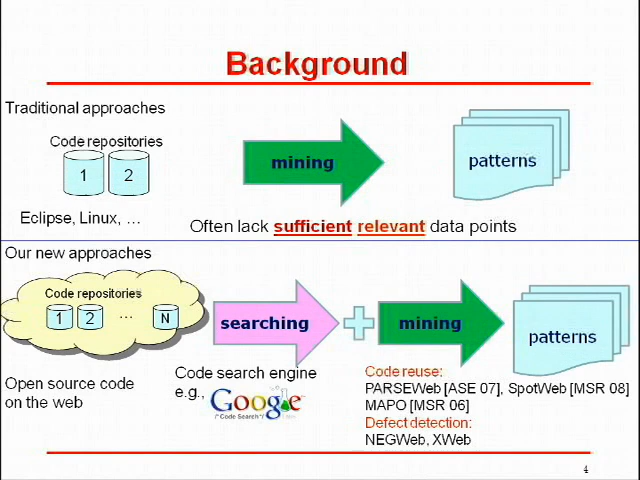 Background
Traditional approaches
Code repositories
1 2
mining
patterns
Eclipse, Linux, …
Often lack sufficient relevant data points
Our new approaches
Code repositories
1 2 … N
searching
mining
patterns
Open source code
on the web
Code search engine
e.g.,
Google
/* Code Search */
Code reuse:
PARSEWeb [ASE 07], SpotWeb [MSR 08]
MAPO [MSR 06]
Defect detection:
NEGWeb, XWeb
4